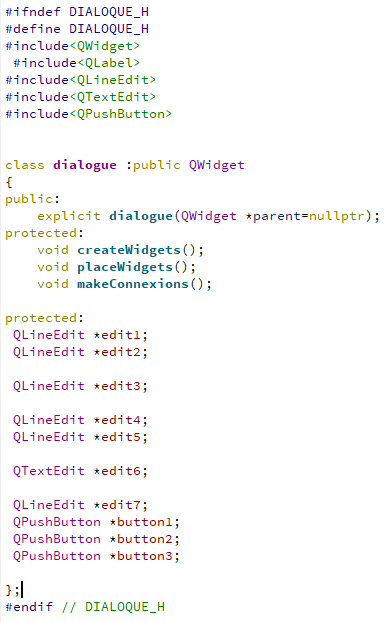 #ifndef DIALOQUE_H
#define DIALOQUE_H
#include<QWidget>
 #include<QLabel>
#include<QLineEdit>
#include<QTextEdit>
#include<QPushButton>
class dialogue :public QWidget
{
public:
    explicit dialogue(QWidget *parent=nullptr);
protected:
    void createWidgets();
    void placeWidgets();
    void makeConnexions();
protected:
 QLineEdit *edit1;
 QLineEdit *edit2;
 QLineEdit *edit3;
 QLineEdit *edit4;
 QLineEdit *edit5;
 QTextEdit *edit6;
 QLineEdit *edit7;
 QPushButton *button1;
 QPushButton *button2;
 QPushButton *button3;
};
#endif // DIALOQUE_H